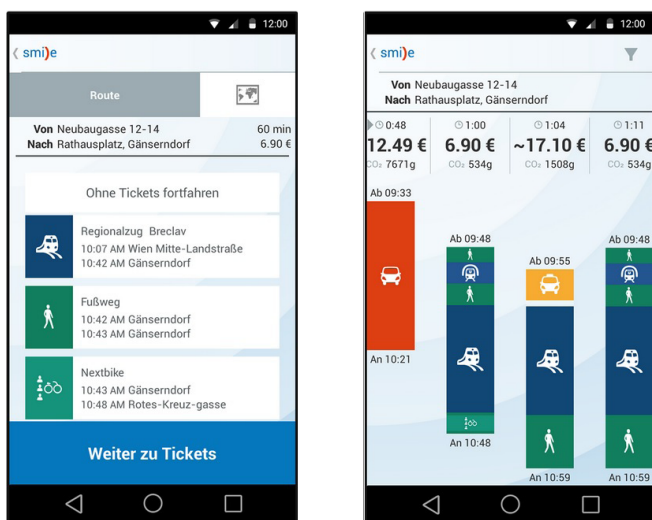 12:00
smi)e
Route
Von Neubaugasse 12-14 60 min
Nach Rathausplatz, Gänserndorf 6.90 €
Ohne Tickets fortfahren
Regionalzug Breclav
10:07 AM Wien Mitte-Landstraße
10:42 AM Gänserndorf
Fußweg
10:42 AM Gänserndorf
10:43 AM Gänserndorf
Nextbike
10:43 AM Gänserndorf
10:48 AM Rotes-Kreuz-gasse
Weiter zu Tickets
12:00
smi)e
Von Neubaugasse 12-14
Nach Rathausplatz, Gänserndorf
0:48 1:00 1:04 1:11
12.49 € 6.90 € ~17.10 € 6.90 €
CO₂ 7671g CO₂ 534g CO₂ 1508g CO₂ 534g
Ab 09:33
Ab 09:48 Ab 09:48
Ab 09:55
An 10:21
An 10:48
An 10:59 An 10:59